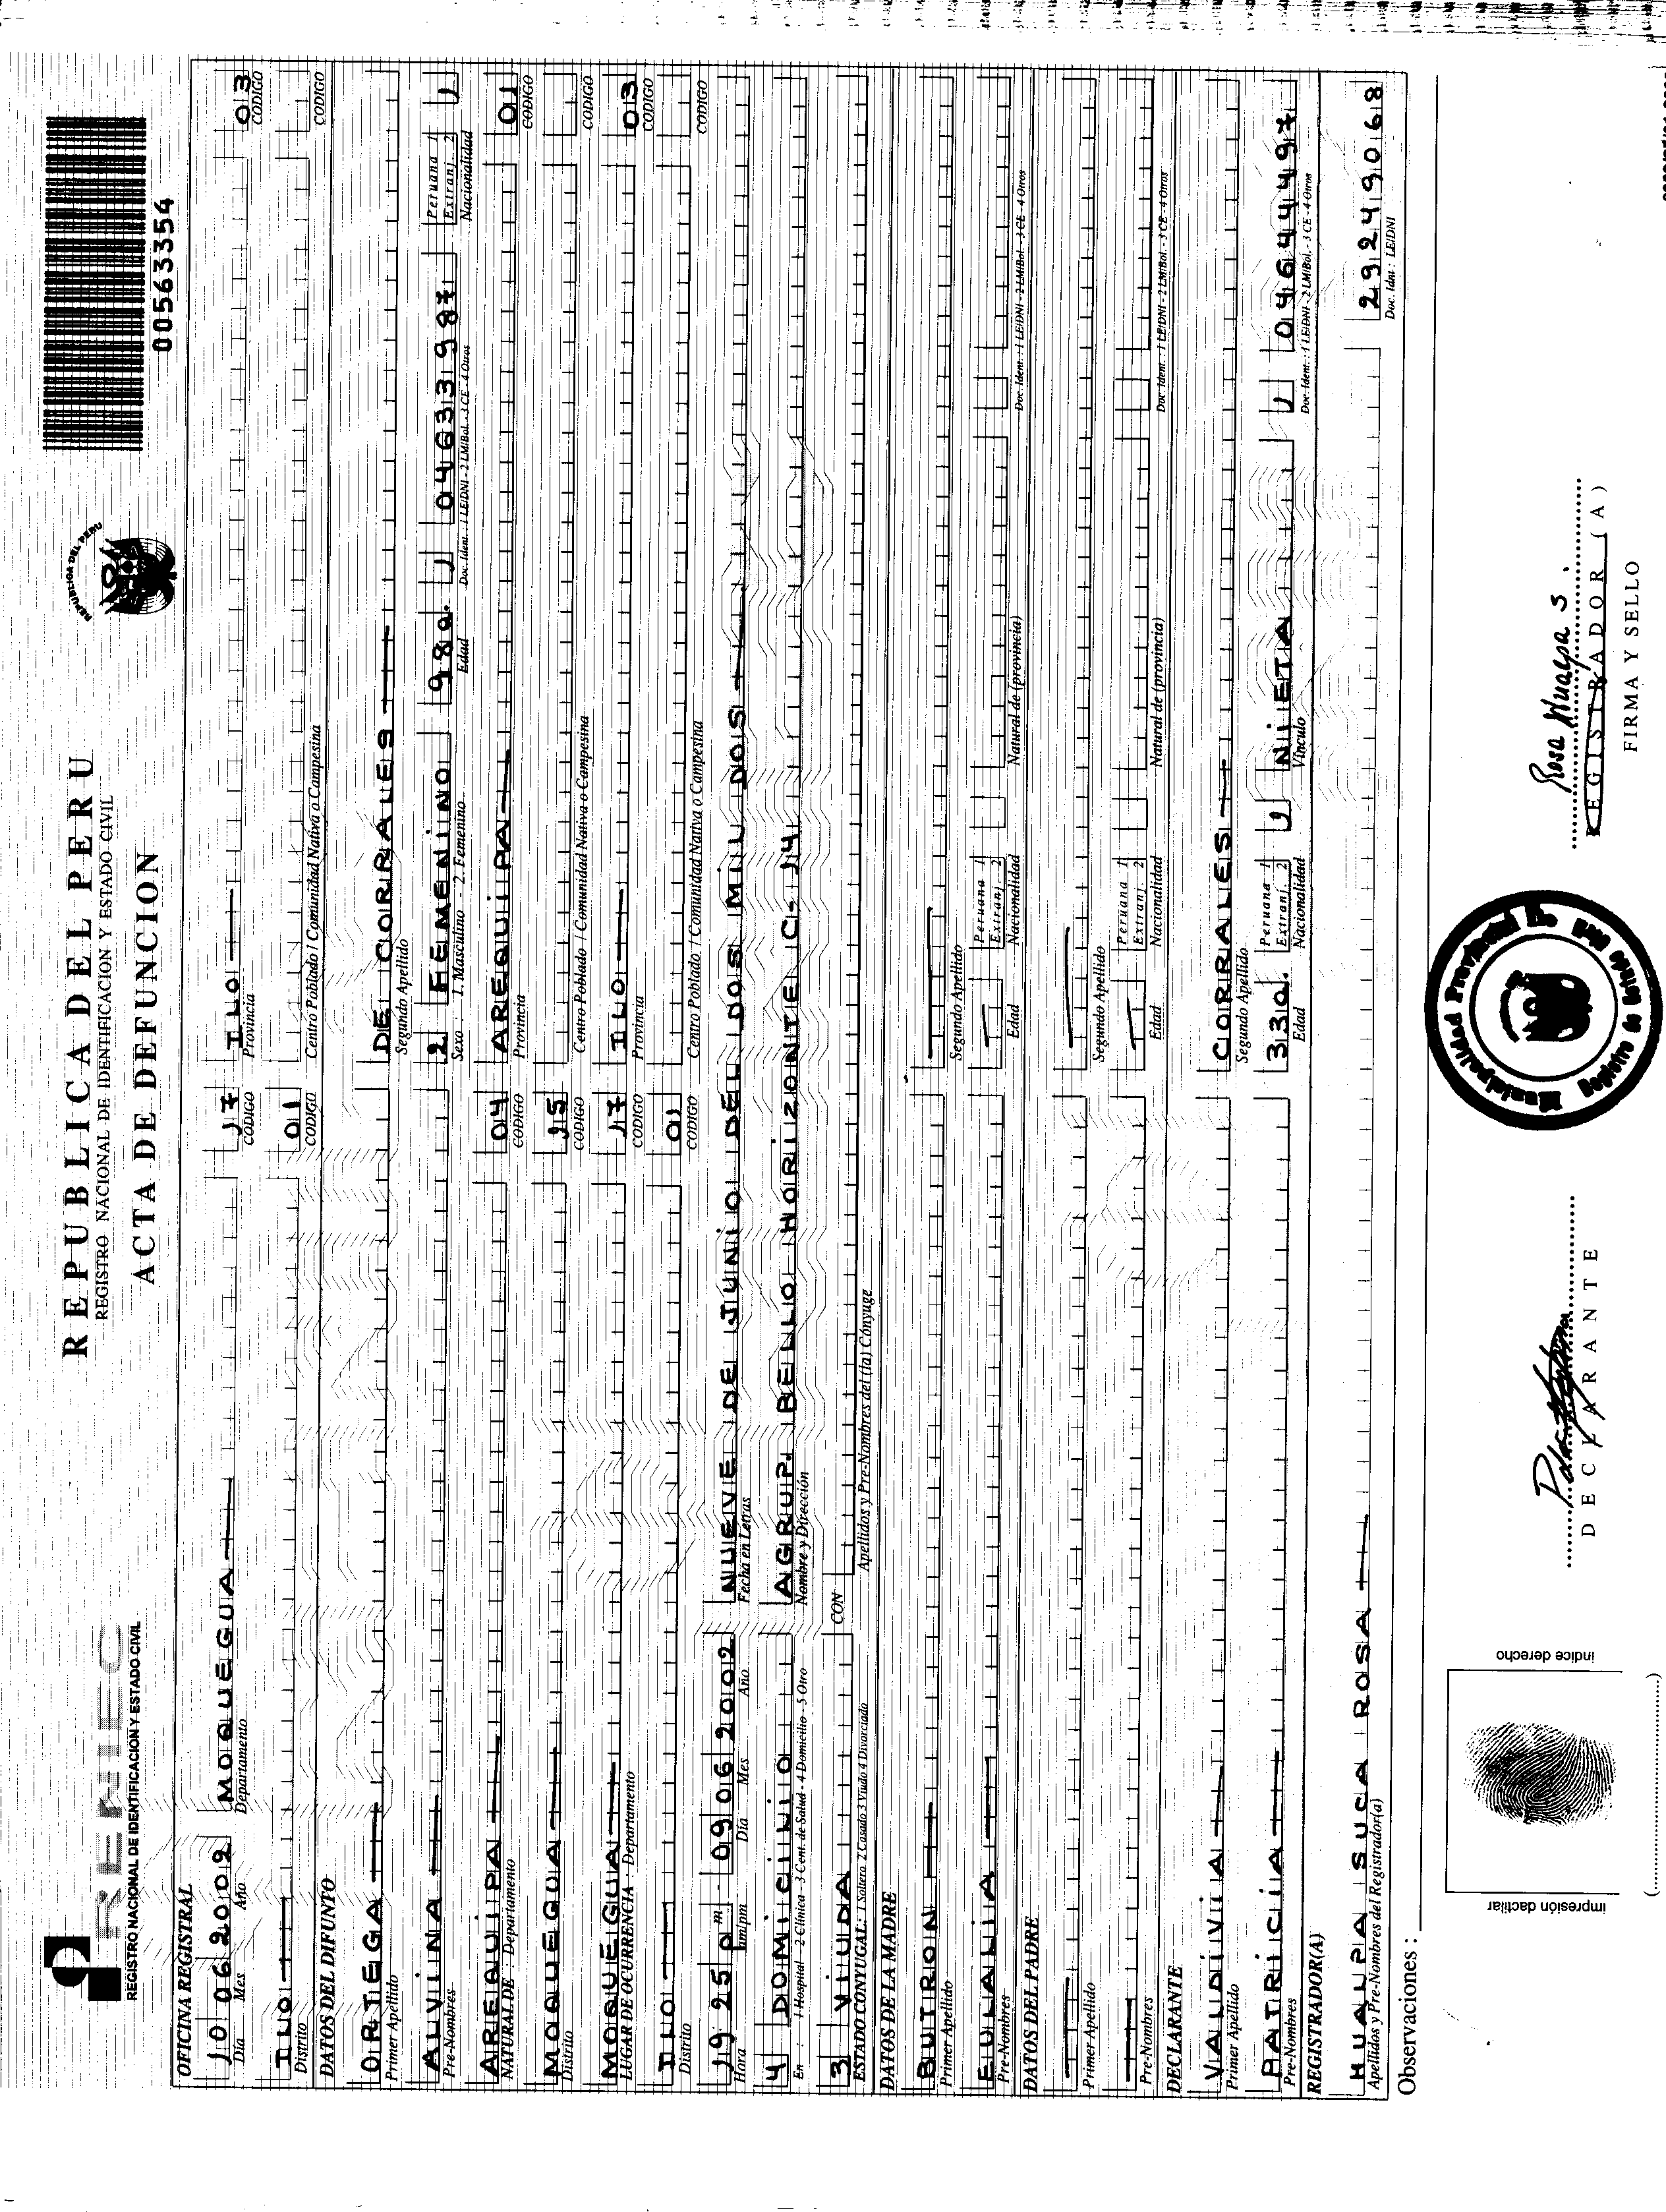 RENIEC
REGISTRO NACIONAL DE IDENTIFICACION Y ESTADO CIVIL
REPUBLICA DEL PERU
REGISTRO NACIONAL DE IDENTIFICACION Y ESTADO CIVIL
ACTA DE DEFUNCION
REPUBLICA DEL PERU
00563354
OFICINA REGISTRAL
10 06 2002 MOQUEGUA 17 ILO 03
Día Mes Año Departamento CODIGO Provincia CODIGO
ILO 01
Distrito CODIGO Centro Poblado / Comunidad Nativa o Campesina CODIGO
DATOS DEL DIFUNTO
ORTEGA DE CORRALES
Primer Apellido Segundo Apellido
ALVINA 2 FEMENINO 98a. 1 04633987 Peruana 1 Extranj. 2 1
Pre-Nombres Sexo : 1. Masculino - 2. Femenino Edad Doc. Ident. : 1 LE/DNI - 2 LM/Bol. - 3 CE - 4 Otros Nacionalidad
AREQUIPA 04 AREQUIPA 01
NATURAL DE : Departamento CODIGO Provincia CODIGO
MOQUEGUA 15
Distrito CODIGO Centro Poblado / Comunidad Nativa o Campesina CODIGO
MOQUEGUA 17 ILO 03
LUGAR DE OCURRENCIA : Departamento CODIGO Provincia CODIGO
ILO 01
Distrito CODIGO Centro Poblado / Comunidad Nativa o Campesina CODIGO
19 25 pm 09 06 2002 NUEVE DE JUNIO DEL DOS MIL DOS
Hora am/pm Día Mes Año Fecha en Letras
4 DOMICILIO AGRUP. BELLO HORIZONTE C-14
En : 1 Hospital - 2 Clínica - 3 Cent. de Salud - 4 Domicilio - 5 Otro Nombre y Dirección
3 VIUDA CON
ESTADO CONYUGAL: 1 Soltero 2 Casado 3 Viudo 4 Divorciado Apellidos y Pre-Nombres del (la) Cónyuge
DATOS DE LA MADRE
BUTRON
Primer Apellido Segundo Apellido
EULALIA Peruana 1 Extranj. 2
Pre-Nombres Edad Nacionalidad Natural de (provincia) Doc. Ident. : 1 LE/DNI - 2 LM/Bol. - 3 CE - 4 Otros
DATOS DEL PADRE
Primer Apellido Segundo Apellido
Peruana 1 Extranj. 2
Pre-Nombres Edad Nacionalidad Natural de (provincia) Doc. Ident. : 1 LE/DNI - 2 LM/Bol. - 3 CE - 4 Otros
DECLARANTE
VALDIVIA CORRALES
Primer Apellido Segundo Apellido
PATRICIA 33a. Peruana 1 Extranj. 2 1 NIETA 1 04644497
Pre-Nombres Edad Nacionalidad Vínculo Doc. Ident. : 1 LE/DNI - 2 LM/Bol. - 3 CE - 4 Otros
REGISTRADOR(A)
HUALPA SUCA ROSA 29249068
Apellidos y Pre-Nombres del Registrador(a) Doc. Idnt : LE/DNI
Observaciones :
impresión dactilar
índice derecho
DECLARANTE
Municipalidad Provincial
Registro de Estado Civil
Rosa Hualpa S.
REGISTRADOR (A)
FIRMA Y SELLO